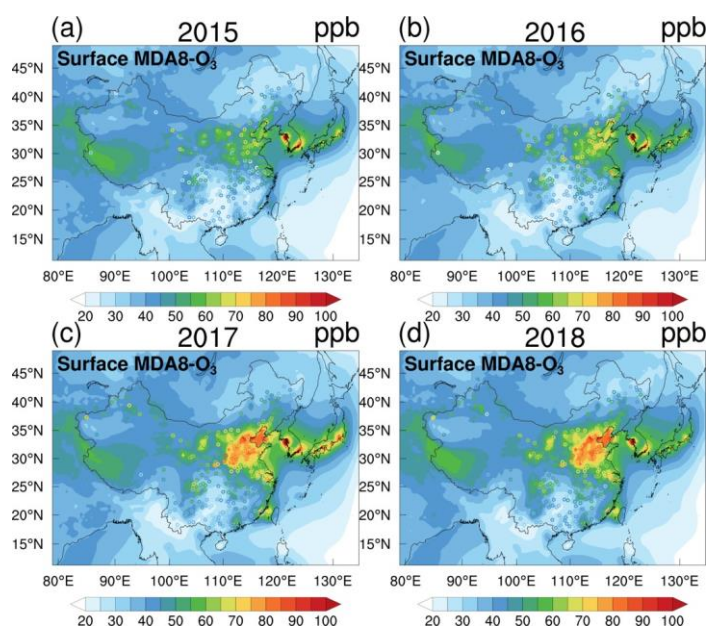 (a) 2015 ppb
Surface MDA8-O₃
45°N
40°N
35°N
30°N
25°N
20°N
15°N
80°E 90°E 100°E 110°E 120°E 130°E
20 30 40 50 60 70 80 90 100
(b) 2016 ppb
Surface MDA8-O₃
45°N
40°N
35°N
30°N
25°N
20°N
15°N
80°E 90°E 100°E 110°E 120°E 130°E
20 30 40 50 60 70 80 90 100
(c) 2017 ppb
Surface MDA8-O₃
45°N
40°N
35°N
30°N
25°N
20°N
15°N
80°E 90°E 100°E 110°E 120°E 130°E
20 30 40 50 60 70 80 90 100
(d) 2018 ppb
Surface MDA8-O₃
45°N
40°N
35°N
30°N
25°N
20°N
15°N
80°E 90°E 100°E 110°E 120°E 130°E
20 30 40 50 60 70 80 90 100